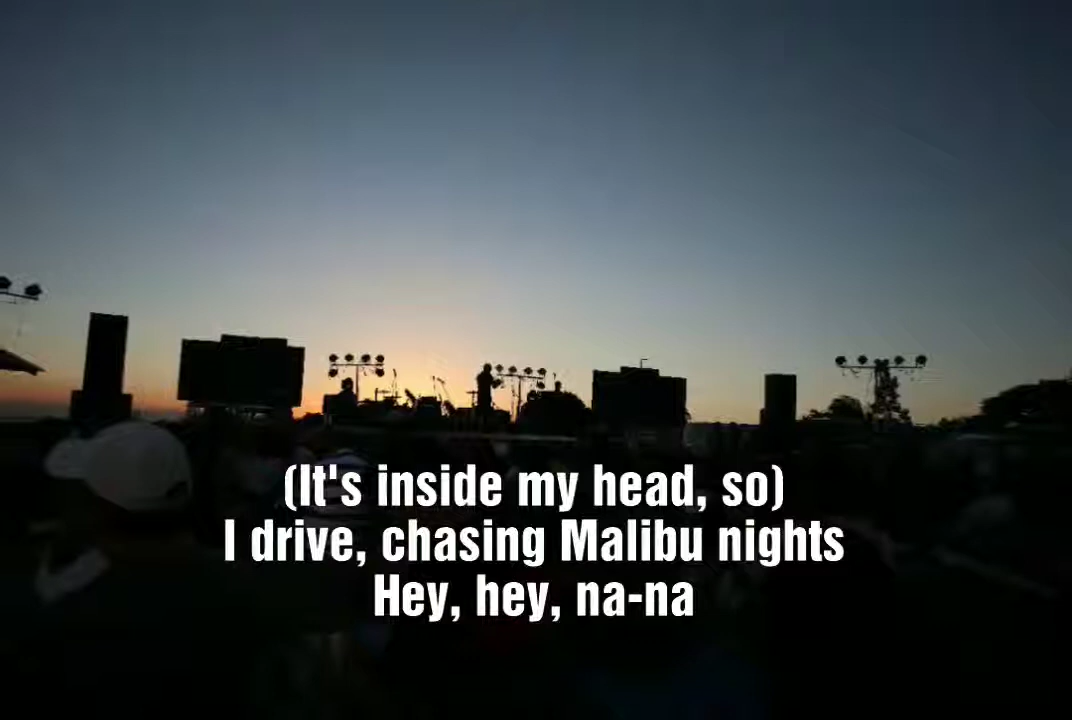 (It's inside my head, so)
I drive, chasing Malibu nights
Hey, hey, na-na